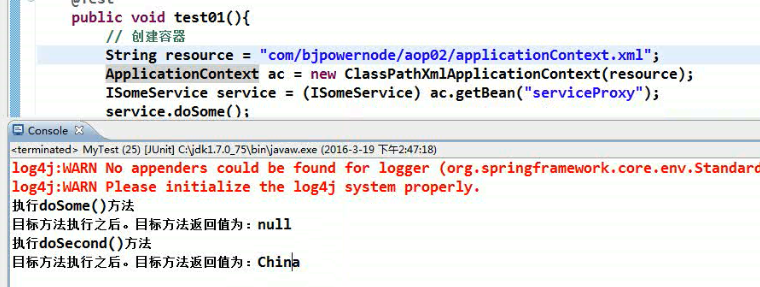 @Test
public void test01(){
// 创建容器
String resource = "com/bjpowernode/aop02/applicationContext.xml";
ApplicationContext ac = new ClassPathXmlApplicationContext(resource);
ISomeService service = (ISomeService) ac.getBean("serviceProxy");
service.doSome();
Console
<terminated> MyTest (25) [JUnit] C:\jdk1.7.0_75\bin\javaw.exe (2016-3-19 下午2:47:18)
log4j:WARN No appenders could be found for logger (org.springframework.core.env.Standard
log4j:WARN Please initialize the log4j system properly.
执行doSome()方法
目标方法执行之后。目标方法返回值为：null
执行doSecond()方法
目标方法执行之后。目标方法返回值为：China